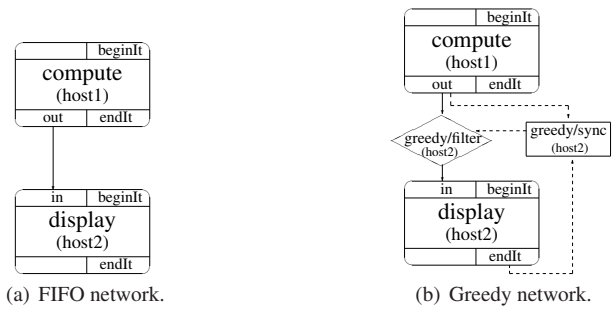 beginIt
compute
(host1)
out endIt
in beginIt
display
(host2)
endIt
(a) FIFO network.
beginIt
compute
(host1)
out endIt
greedy/filter
(host2)
greedy/sync
(host2)
in beginIt
display
(host2)
endIt
(b) Greedy network.